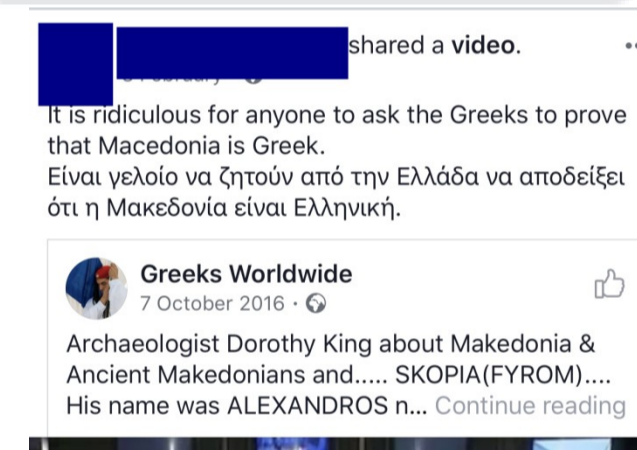 shared a video.
It is ridiculous for anyone to ask the Greeks to prove
that Macedonia is Greek.
Είναι γελοίο να ζητούν από την Ελλάδα να αποδείξει
ότι η Μακεδονία είναι Ελληνική.
Greeks Worldwide
7 October 2016 ·
Archaeologist Dorothy King about Makedonia &
Ancient Makedonians and..... SKOPIA(FYROM)....
His name was ALEXANDROS n... Continue reading